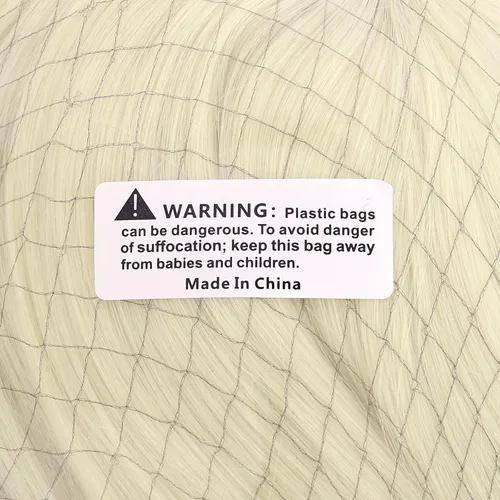 WARNING: Plastic bags
can be dangerous. To avoid danger
of suffocation; keep this bag away
from babies and children.
Made In China